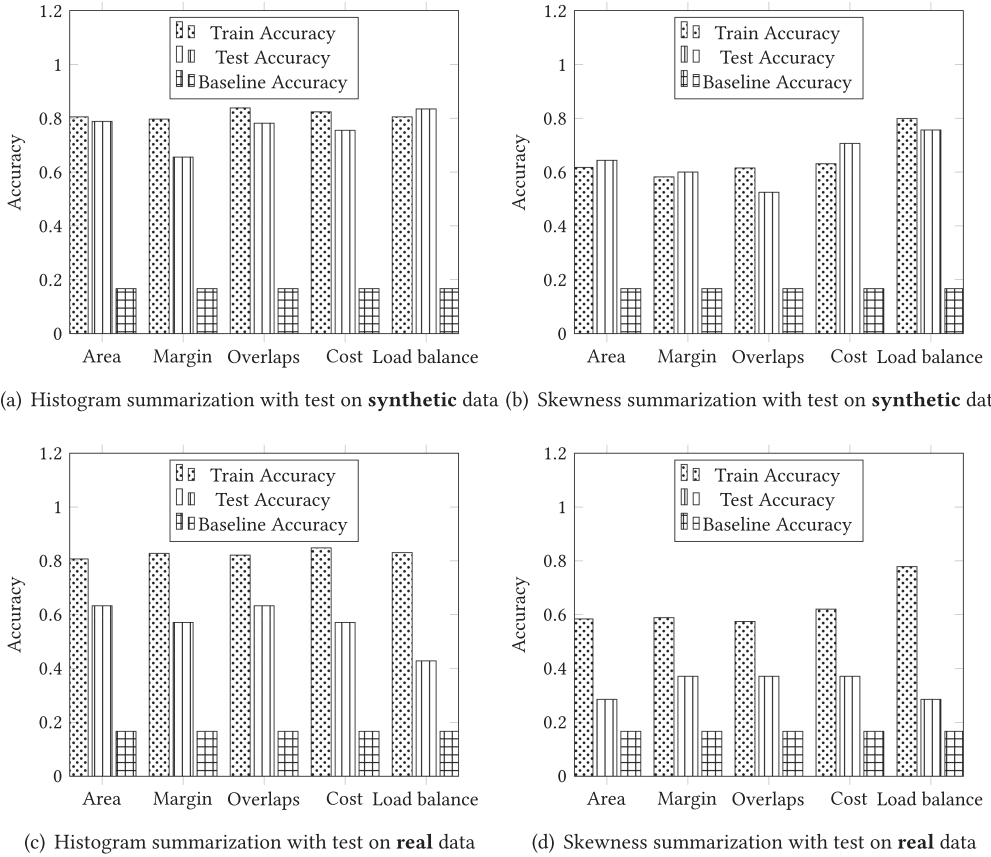 1.2
1
0.8
0.6
0.4
0.2
0
Accuracy
Train Accuracy
Test Accuracy
Baseline Accuracy
Area Margin Overlaps Cost Load balance
(a) Histogram summarization with test on synthetic data
1.2
1
0.8
0.6
0.4
0.2
0
Accuracy
Train Accuracy
Test Accuracy
Baseline Accuracy
Area Margin Overlaps Cost Load balance
(b) Skewness summarization with test on synthetic dat
1.2
1
0.8
0.6
0.4
0.2
0
Accuracy
Train Accuracy
Test Accuracy
Baseline Accuracy
Area Margin Overlaps Cost Load balance
(c) Histogram summarization with test on real data
1.2
1
0.8
0.6
0.4
0.2
0
Accuracy
Train Accuracy
Test Accuracy
Baseline Accuracy
Area Margin Overlaps Cost Load balance
(d) Skewness summarization with test on real data